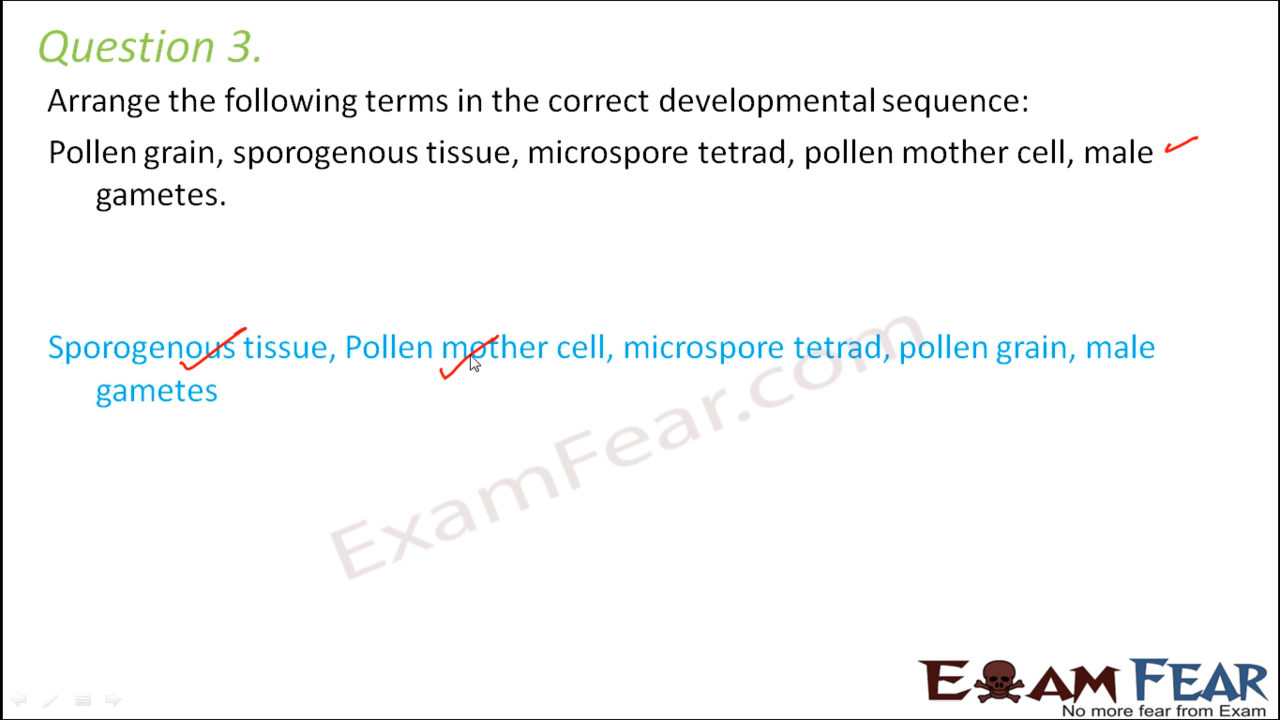 Question 3.
Arrange the following terms in the correct developmental sequence:
Pollen grain, sporogenous tissue, microspore tetrad, pollen mother cell, male
gametes.
Sporogenous tissue, Pollen mother cell, microspore tetrad, pollen grain, male
gametes
ExamFear.com
EXAM FEAR
No more fear from Exam